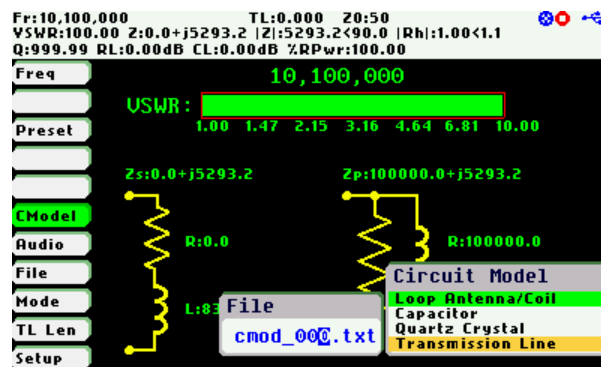 Fr:10,100,000 TL:0.000 Z0:50
VSWR:100.00 Z:0.0+j5293.2 |Z|:5293.2<90.0 |Rh|:1.00<1.1
Q:999.99 RL:0.00dB CL:0.00dB %RPwr:100.00
Freq
10,100,000
VSWR:
Preset
1.00 1.47 2.15 3.16 4.64 6.81 10.00
Zs:0.0+j5293.2
Zp:100000.0+j5293.2
CModel
Audio
R:0.0
R:100000.0
File
Circuit Model
Mode
L:83
File
Loop Antenna/Coil
Capacitor
TL Len
cmod_000.txt
Quartz Crystal
Transmission Line
Setup